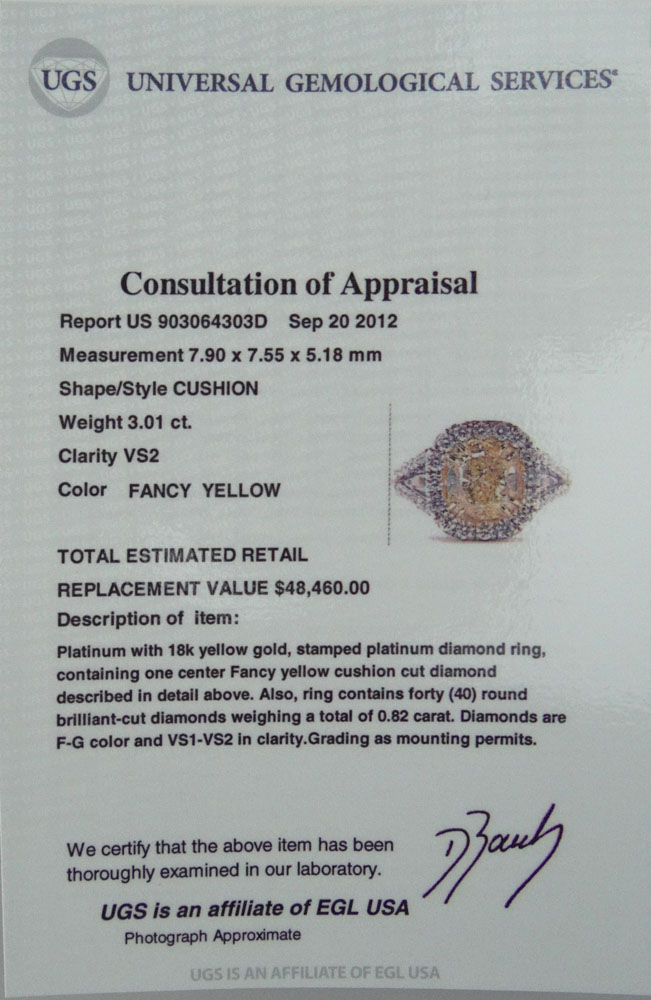 UGS UNIVERSAL GEMOLOGICAL SERVICES
Consultation of Appraisal
Report US 903064303D Sep 20 2012
Measurement 7.90 x 7.55 x 5.18 mm
Shape/Style CUSHION
Weight 3.01 ct.
Clarity VS2
Color FANCY YELLOW
TOTAL ESTIMATED RETAIL
REPLACEMENT VALUE $48,460.00
Description of item:
Platinum with 18k yellow gold, stamped platinum diamond ring,
containing one center Fancy yellow cushion cut diamond
described in detail above. Also, ring contains forty (40) round
brilliant-cut diamonds weighing a total of 0.82 carat. Diamonds are
F-G color and VS1-VS2 in clarity.Grading as mounting permits.
We certify that the above item has been
thoroughly examined in our laboratory.
UGS is an affiliate of EGL USA
Photograph Approximate
UGS IS AN AFFILIATE OF EGL USA